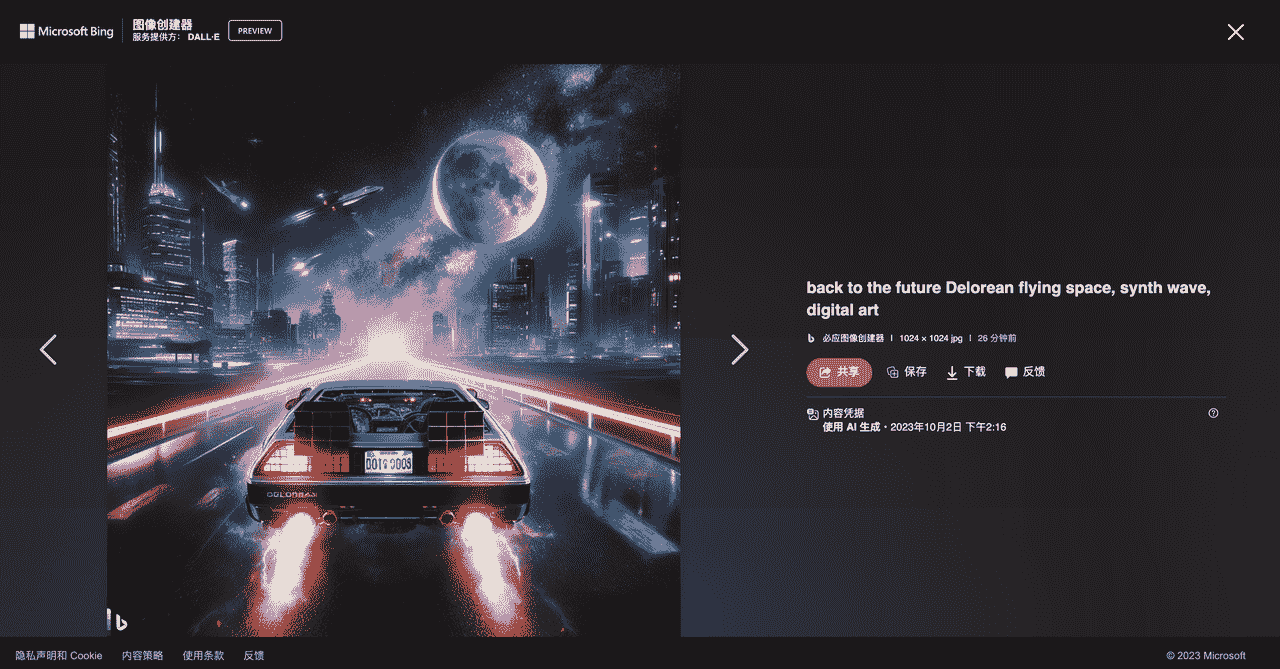 Microsoft Bing
图像创建器
服务提供方： DALL·E
PREVIEW
back to the future Delorean flying space, synth wave,
digital art
必应图像创建器 | 1024 × 1024 jpg | 26 分钟前
共享 保存 下载 反馈
内容凭据
使用 AI 生成 · 2023年10月2日 下午2:16
隐私声明和 Cookie 内容策略 使用条款 反馈
© 2023 Microsoft